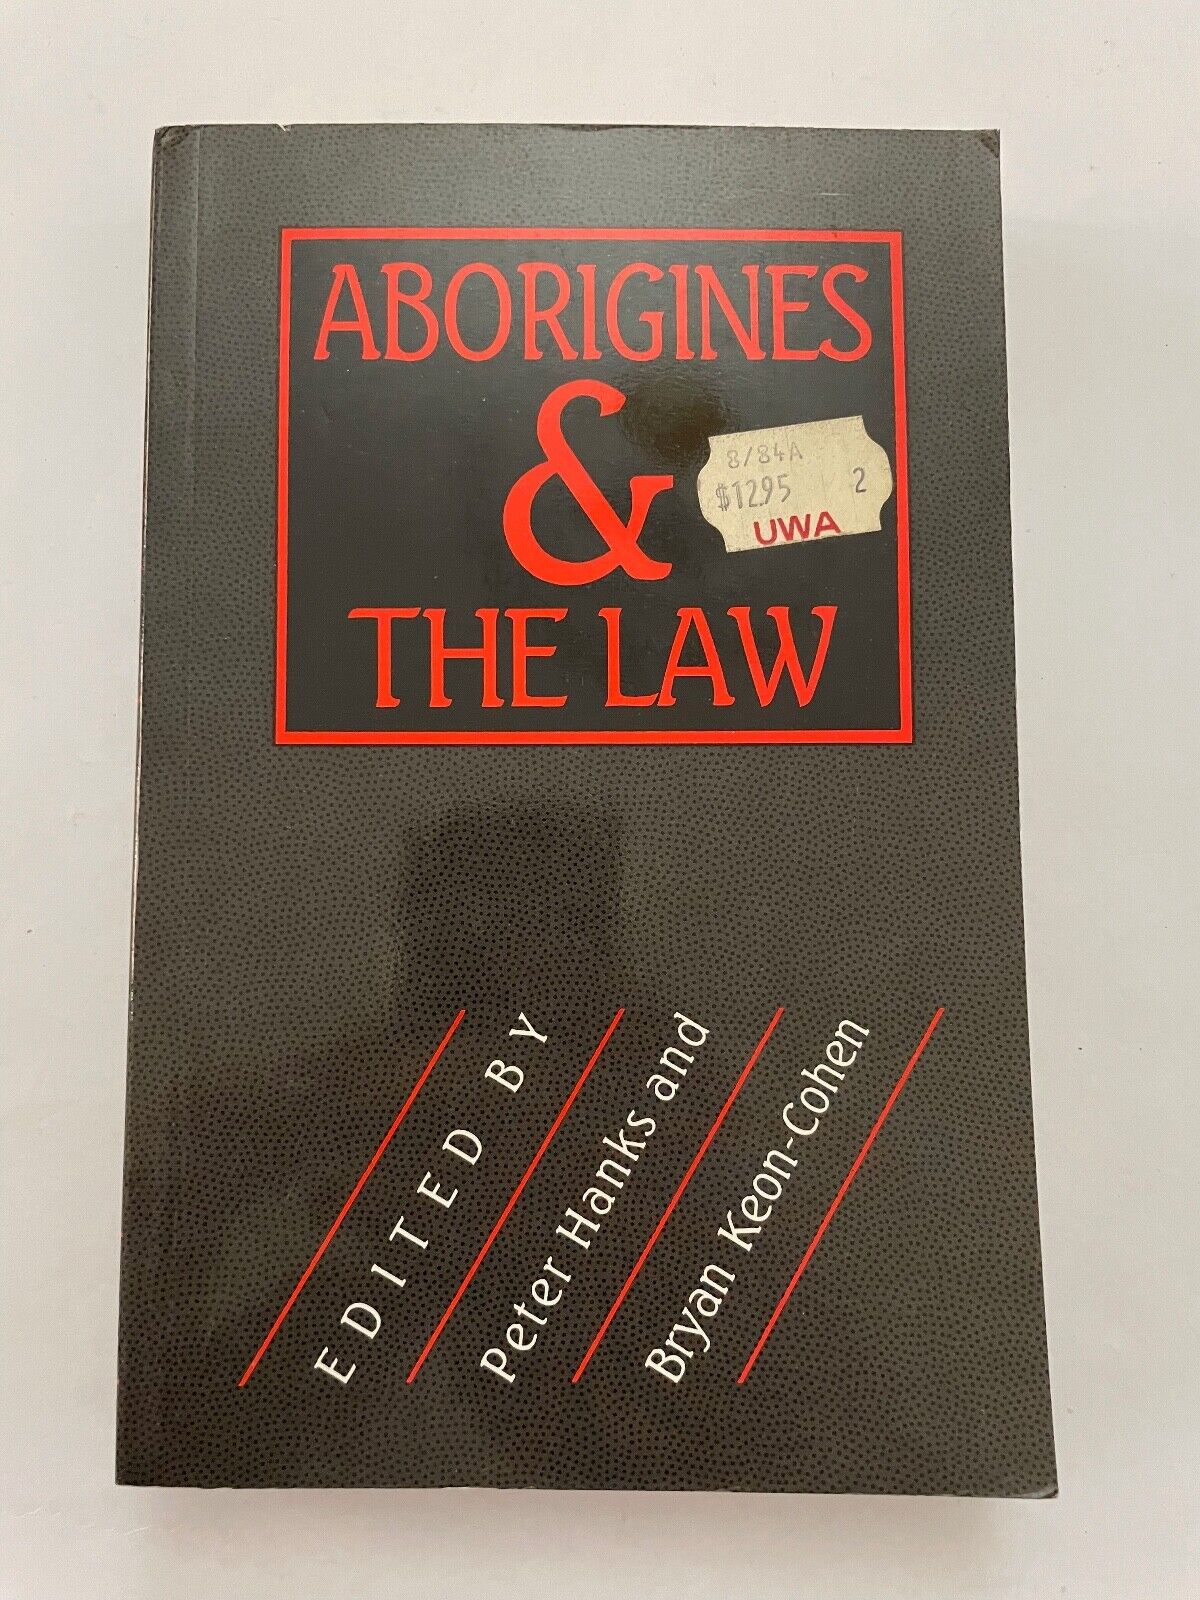 ABORIGINES
&
THE LAW
8/84A
$12.95 2
UWA
EDITED BY
Peter Hanks and
Bryan Keon-Cohen